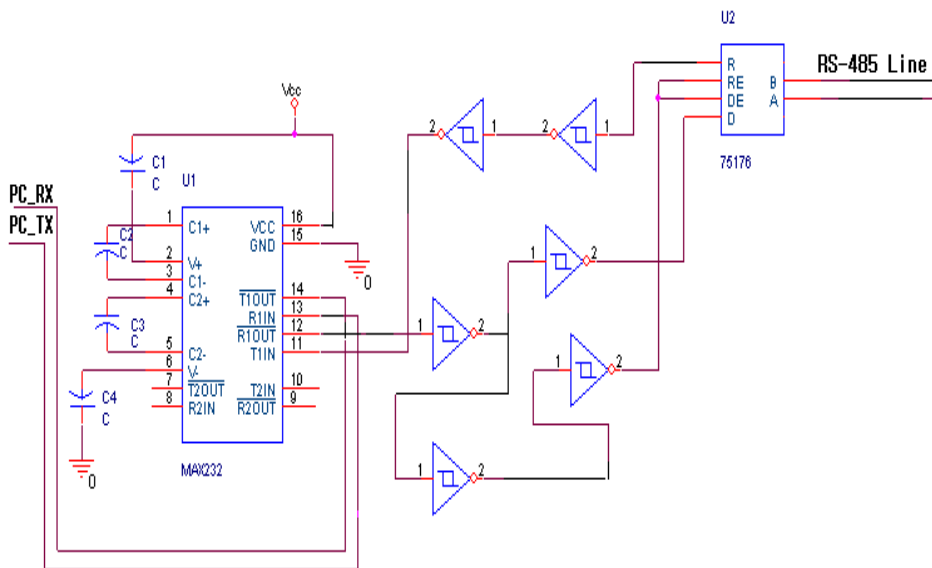 U2
R
RE
DE
D
B
A
RS-485 Line
75176
Vcc
C1
C
U1
PC_RX
PC_TX
1
2
3
4
5
6
7
8
C1+
V+
C1-
C2+
C2-
V-
T2OUT
R2IN
VCC
GND
T1OUT
R1IN
R1OUT
T1IN
T2IN
R2OUT
16
15
14
13
12
11
10
9
C2
C
C3
C
C4
C
0
0
MAX232
2
1
2
1
1
2
1
2
1
2
1
2